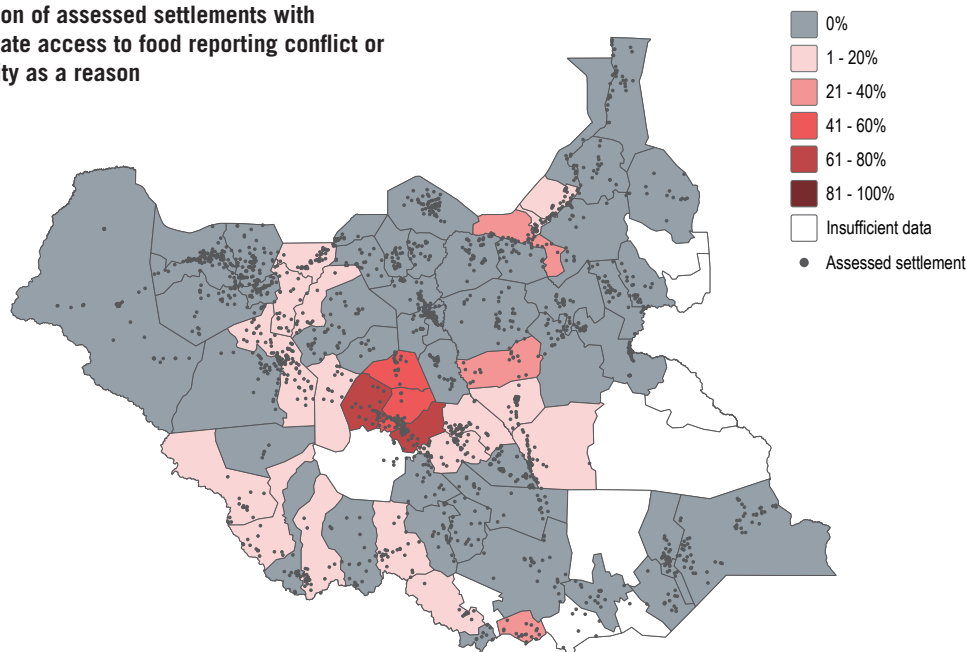 on of assessed settlements with
ate access to food reporting conflict or
ity as a reason
0%
1 - 20%
21 - 40%
41 - 60%
61 - 80%
81 - 100%
Insufficient data
Assessed settlement